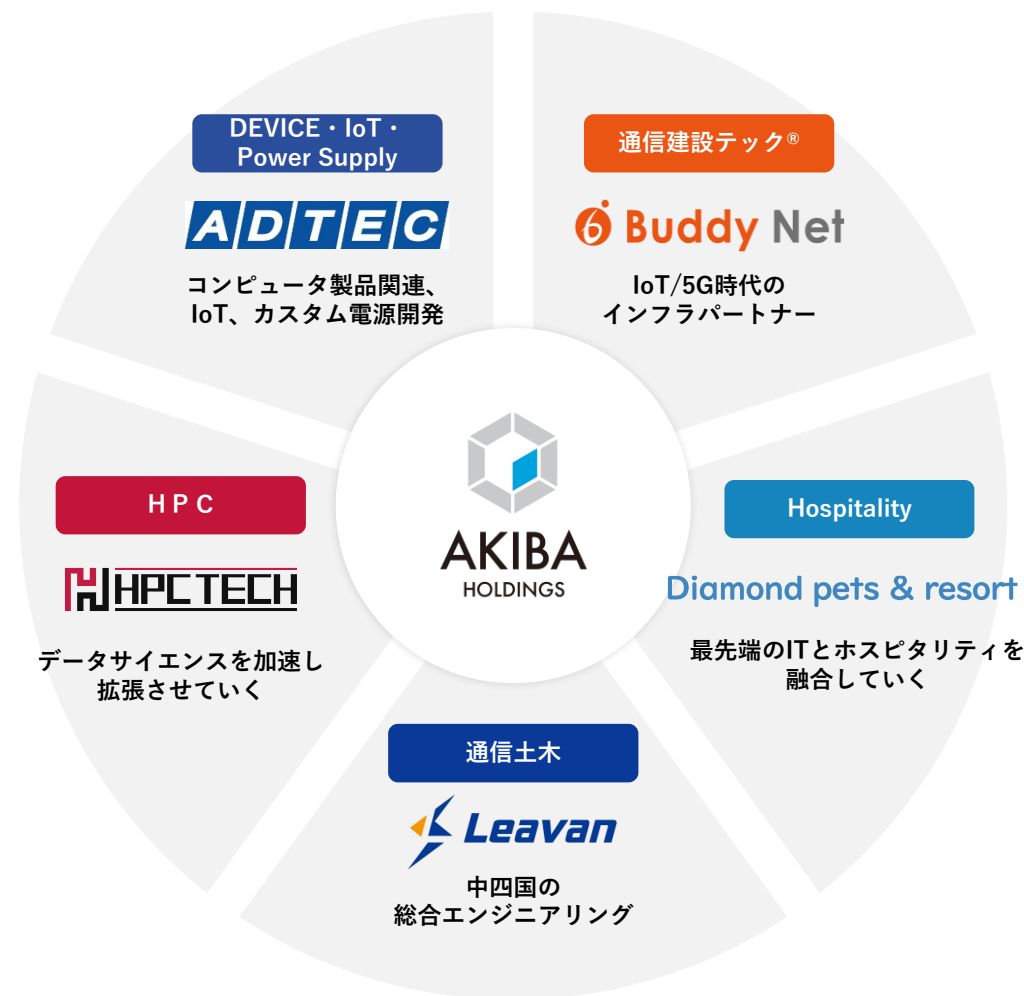 DEVICE・IoT・
Power Supply
ADTEC
コンピュータ製品関連、
IoT、カスタム電源開発
通信建設テック®
Buddy Net
IoT/5G時代の
インフラパートナー
HPC
HPCTECH
データサイエンスを加速し
拡張させていく
AKIBA
HOLDINGS
Hospitality
Diamond pets & resort
最先端のITとホスピタリティを
融合していく
通信土木
Leavan
中四国の
総合エンジニアリング